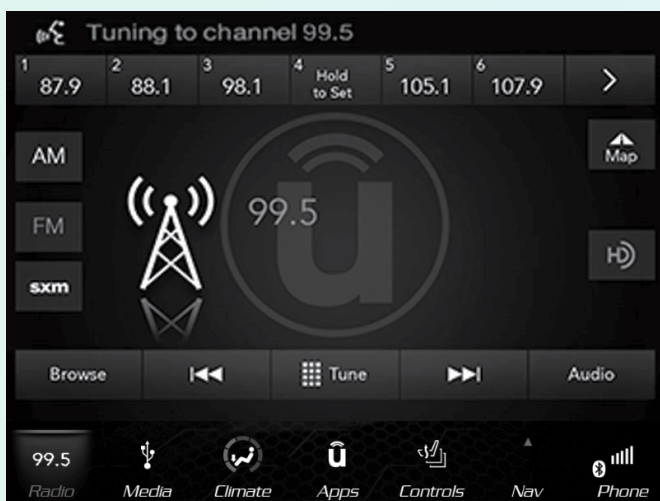 Tuning to channel 99.5
1 87.9 2 88.1 3 98.1 4 Hold to Set 5 105.1 6 107.9
AM
Map
99.5
FM
HD
sxm
Browse Tune Audio
99.5
Radio Media Climate Apps Controls Nav Phone